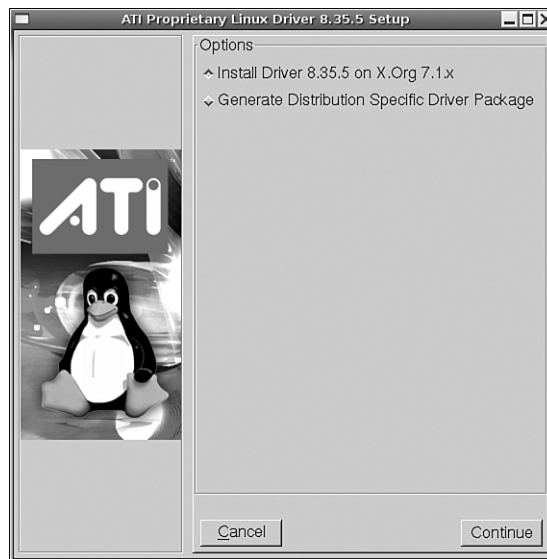 ATI Proprietary Linux Driver 8.35.5 Setup
Options
Install Driver 8.35.5 on X.Org 7.1.x
Generate Distribution Specific Driver Package
ATI
Cancel
Continue